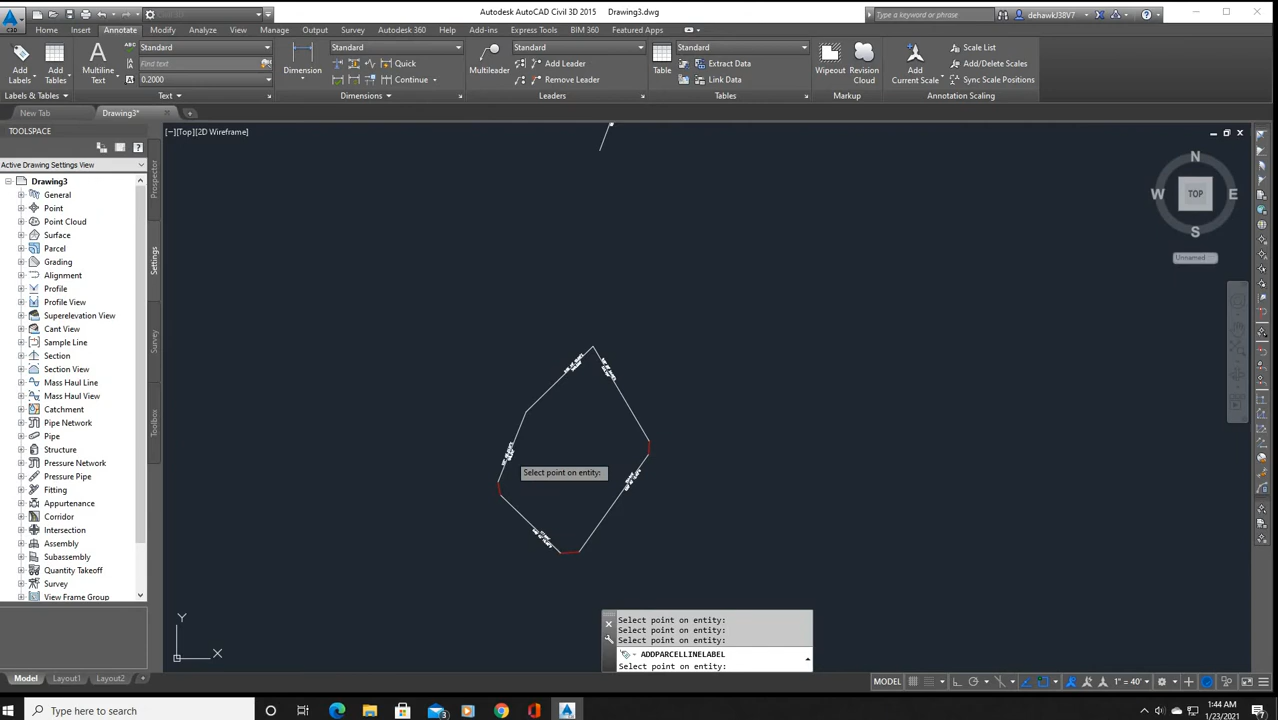 Autodesk AutoCAD Civil 3D 2015 Drawing3.dwg
Type a keyword or phrase
dehawkJ38V7
C3D
Home Insert Annotate Modify Analyze View Manage Output Survey Autodesk 360 Help Add-ins Express Tools BIM 360 Featured Apps
Add Labels
Add Tables
Multiline Text
Standard
Find text
0.2000
Dimension
Standard
Quick
Continue
Multileader
Standard
Add Leader
Remove Leader
Table
Standard
Extract Data
Link Data
Wipeout
Revision Cloud
Add Current Scale
Scale List
Add/Delete Scales
Sync Scale Positions
Labels & Tables Text Dimensions Leaders Tables Markup Annotation Scaling
New Tab Drawing3*
TOOLSPACE
Active Drawing Settings View
Drawing3
General
Point
Point Cloud
Surface
Parcel
Grading
Alignment
Profile
Profile View
Superelevation View
Cant View
Sample Line
Section
Section View
Mass Haul Line
Mass Haul View
Catchment
Pipe Network
Pipe
Structure
Pressure Network
Pressure Pipe
Fitting
Appurtenance
Corridor
Intersection
Assembly
Subassembly
Quantity Takeoff
Survey
View Frame Group
Prospector
Settings
Survey
Toolbox
[−][Top][2D Wireframe]
N
W TOP E
S
Unnamed
Select point on entity:
Y
X
Select point on entity:
Select point on entity:
Select point on entity:
ADDPARCELLINELABEL
Select point on entity:
Model Layout1 Layout2 +
MODEL
1" = 40'
Type here to search
3
1:44 AM
1/23/2021